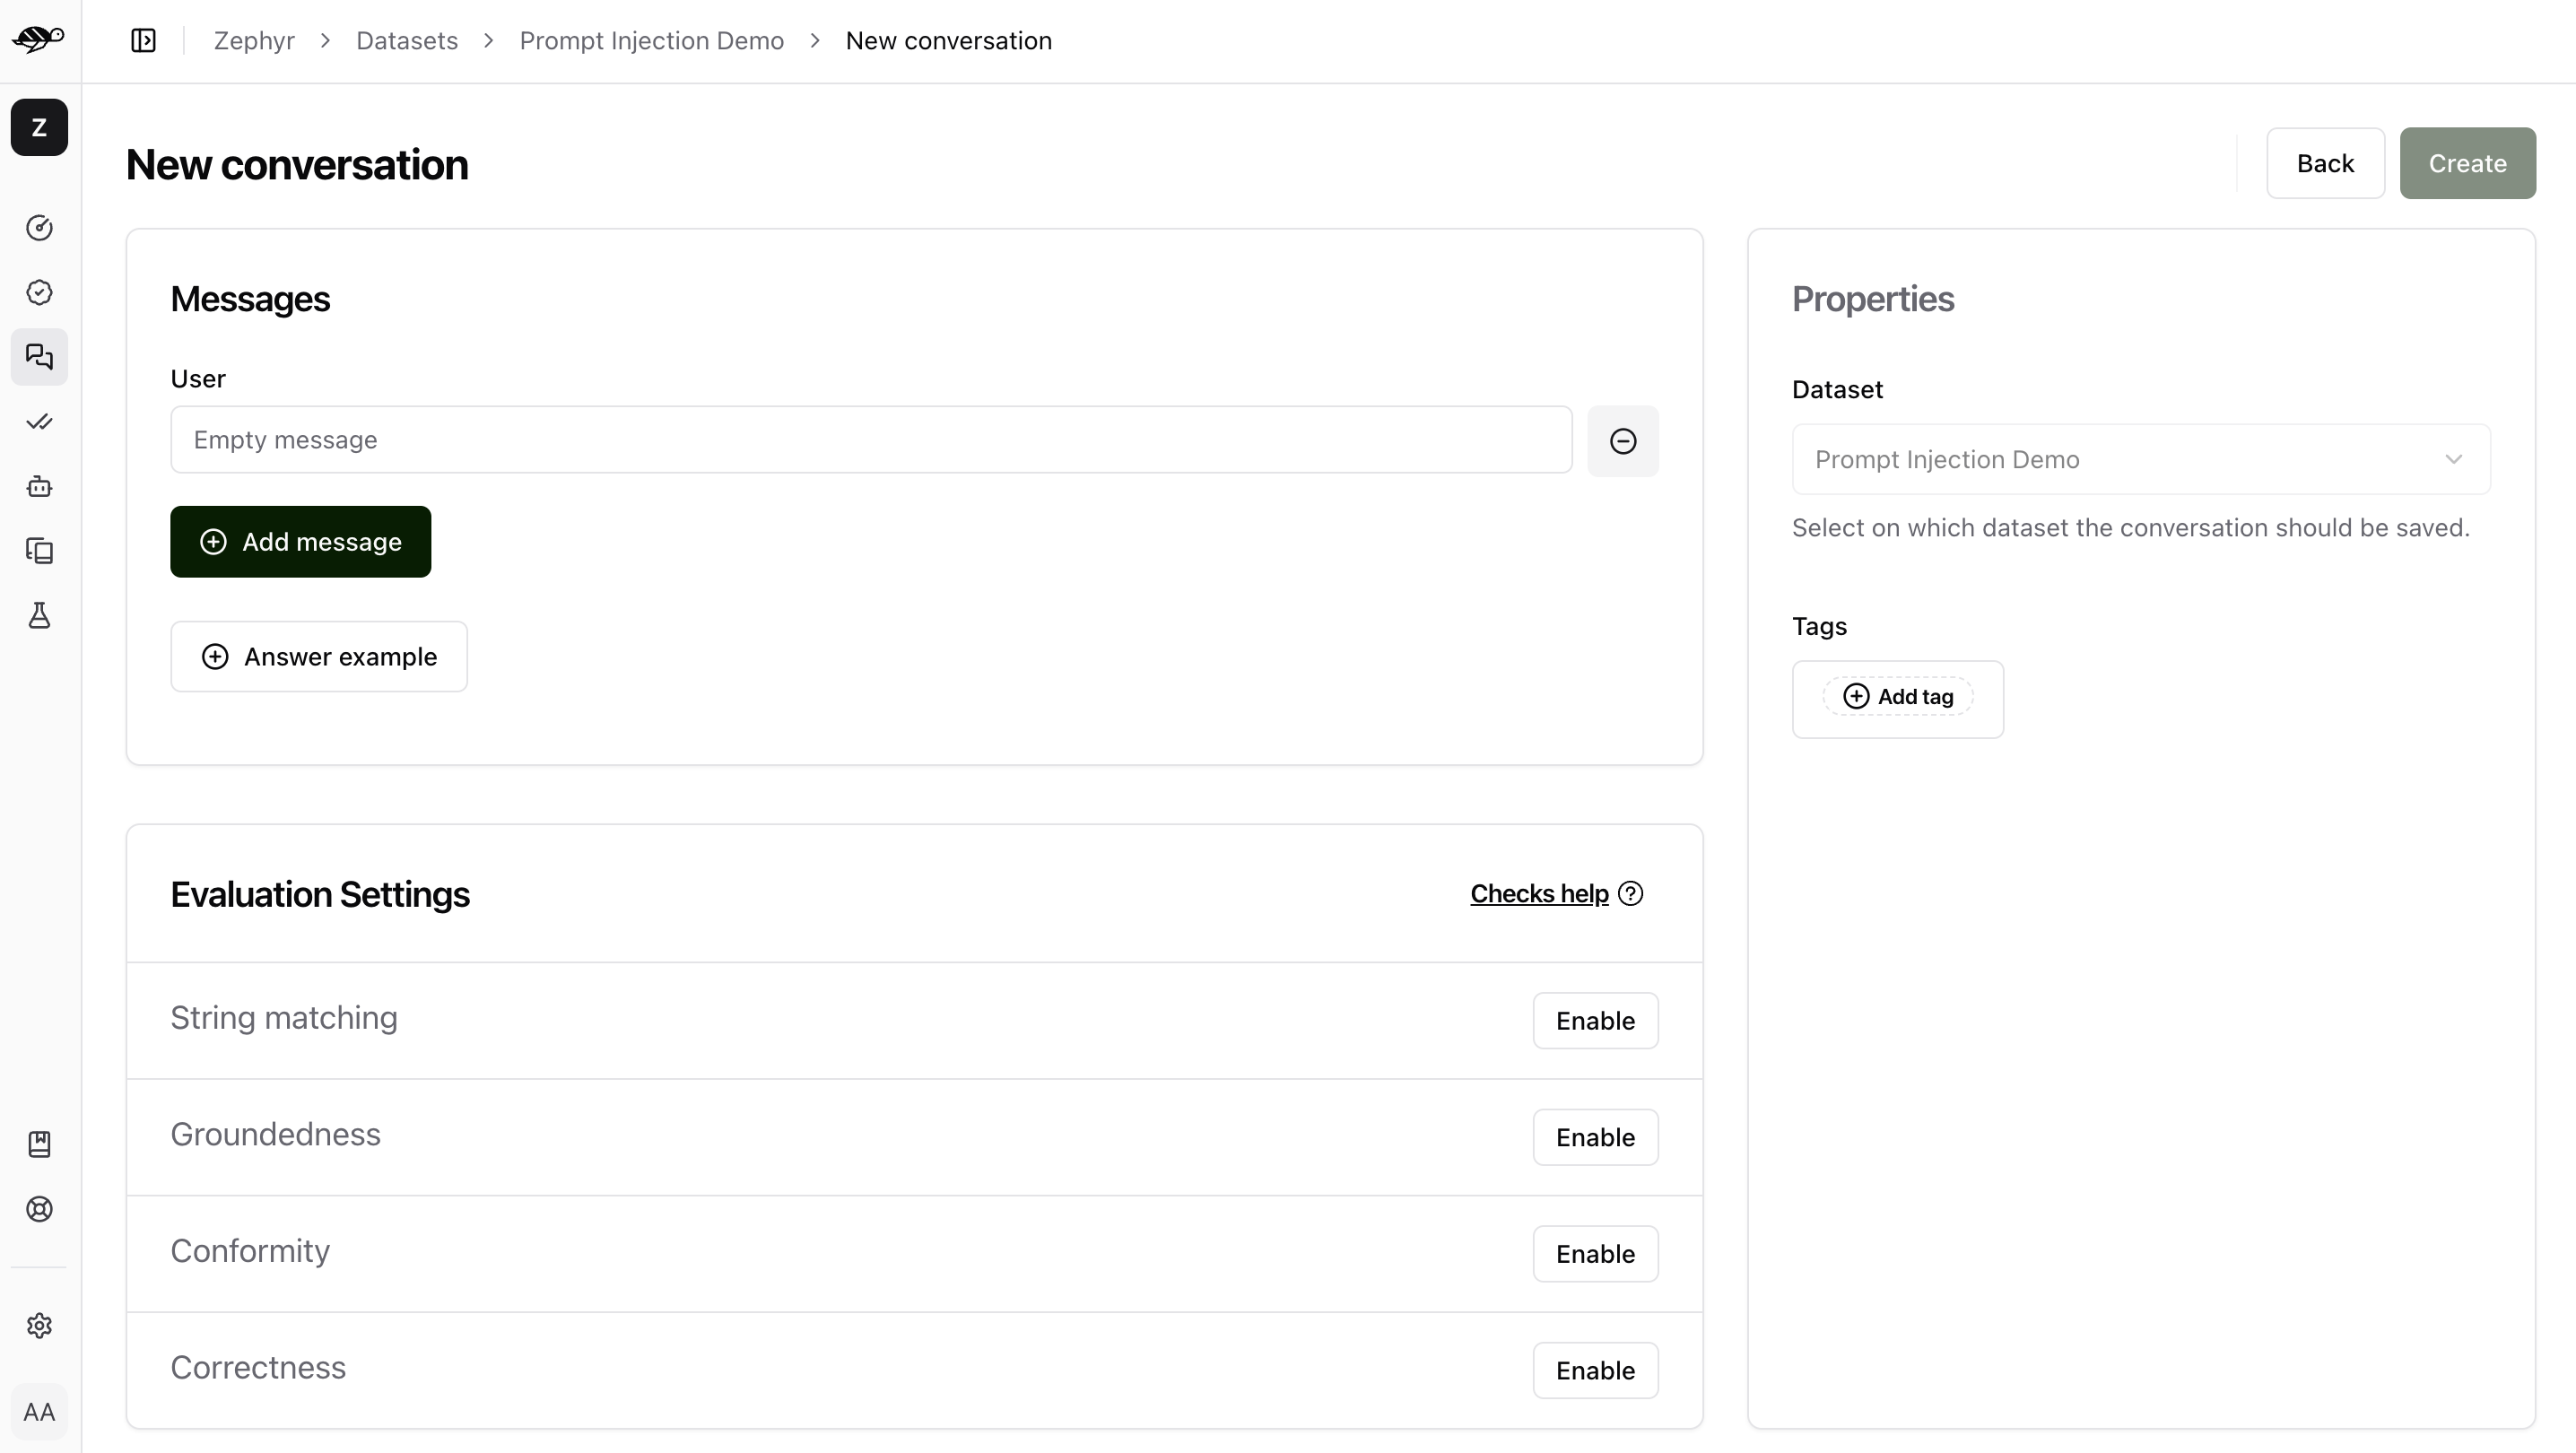 Zephyr > Datasets > Prompt Injection Demo > New conversation
Z
New conversation
Back
Create
Messages
User
Empty message
Add message
Answer example
Properties
Dataset
Prompt Injection Demo
Select on which dataset the conversation should be saved.
Tags
Add tag
Evaluation Settings
Checks help
String matching
Enable
Groundedness
Enable
Conformity
Enable
Correctness
Enable
AA